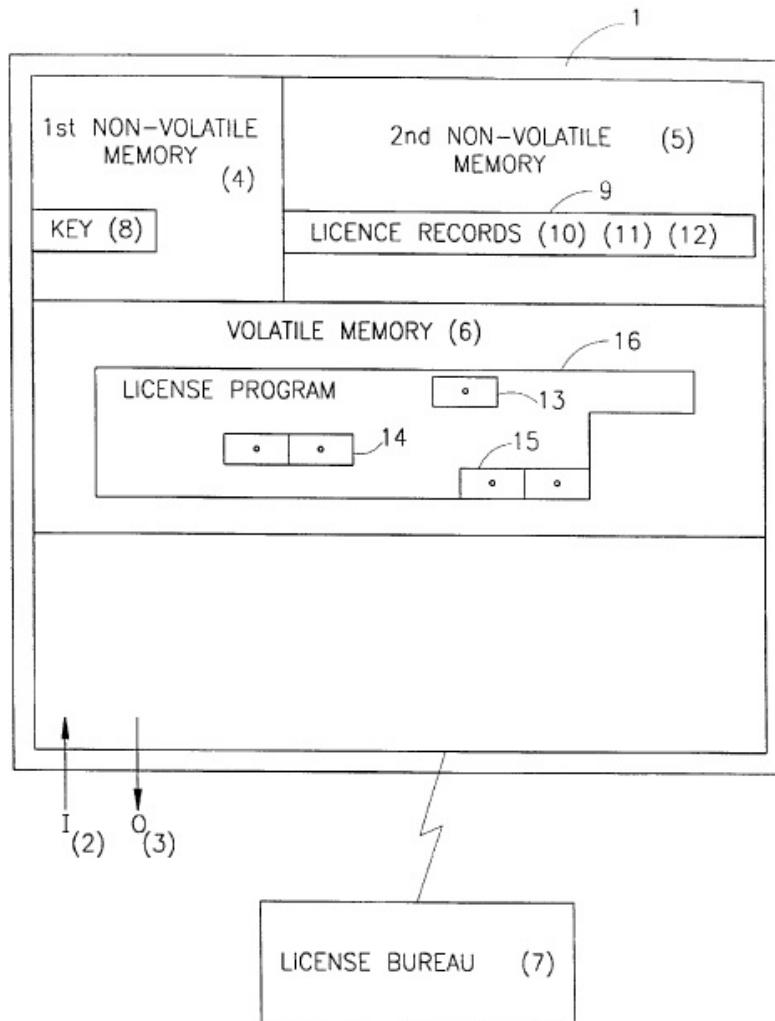 1
1st NON-VOLATILE
MEMORY
(4)
2nd NON-VOLATILE (5)
MEMORY
9
KEY (8)
LICENCE RECORDS (10) (11) (12)
VOLATILE MEMORY (6)
16
LICENSE PROGRAM
13
14
15
I
(2)
O
(3)
LICENSE BUREAU (7)